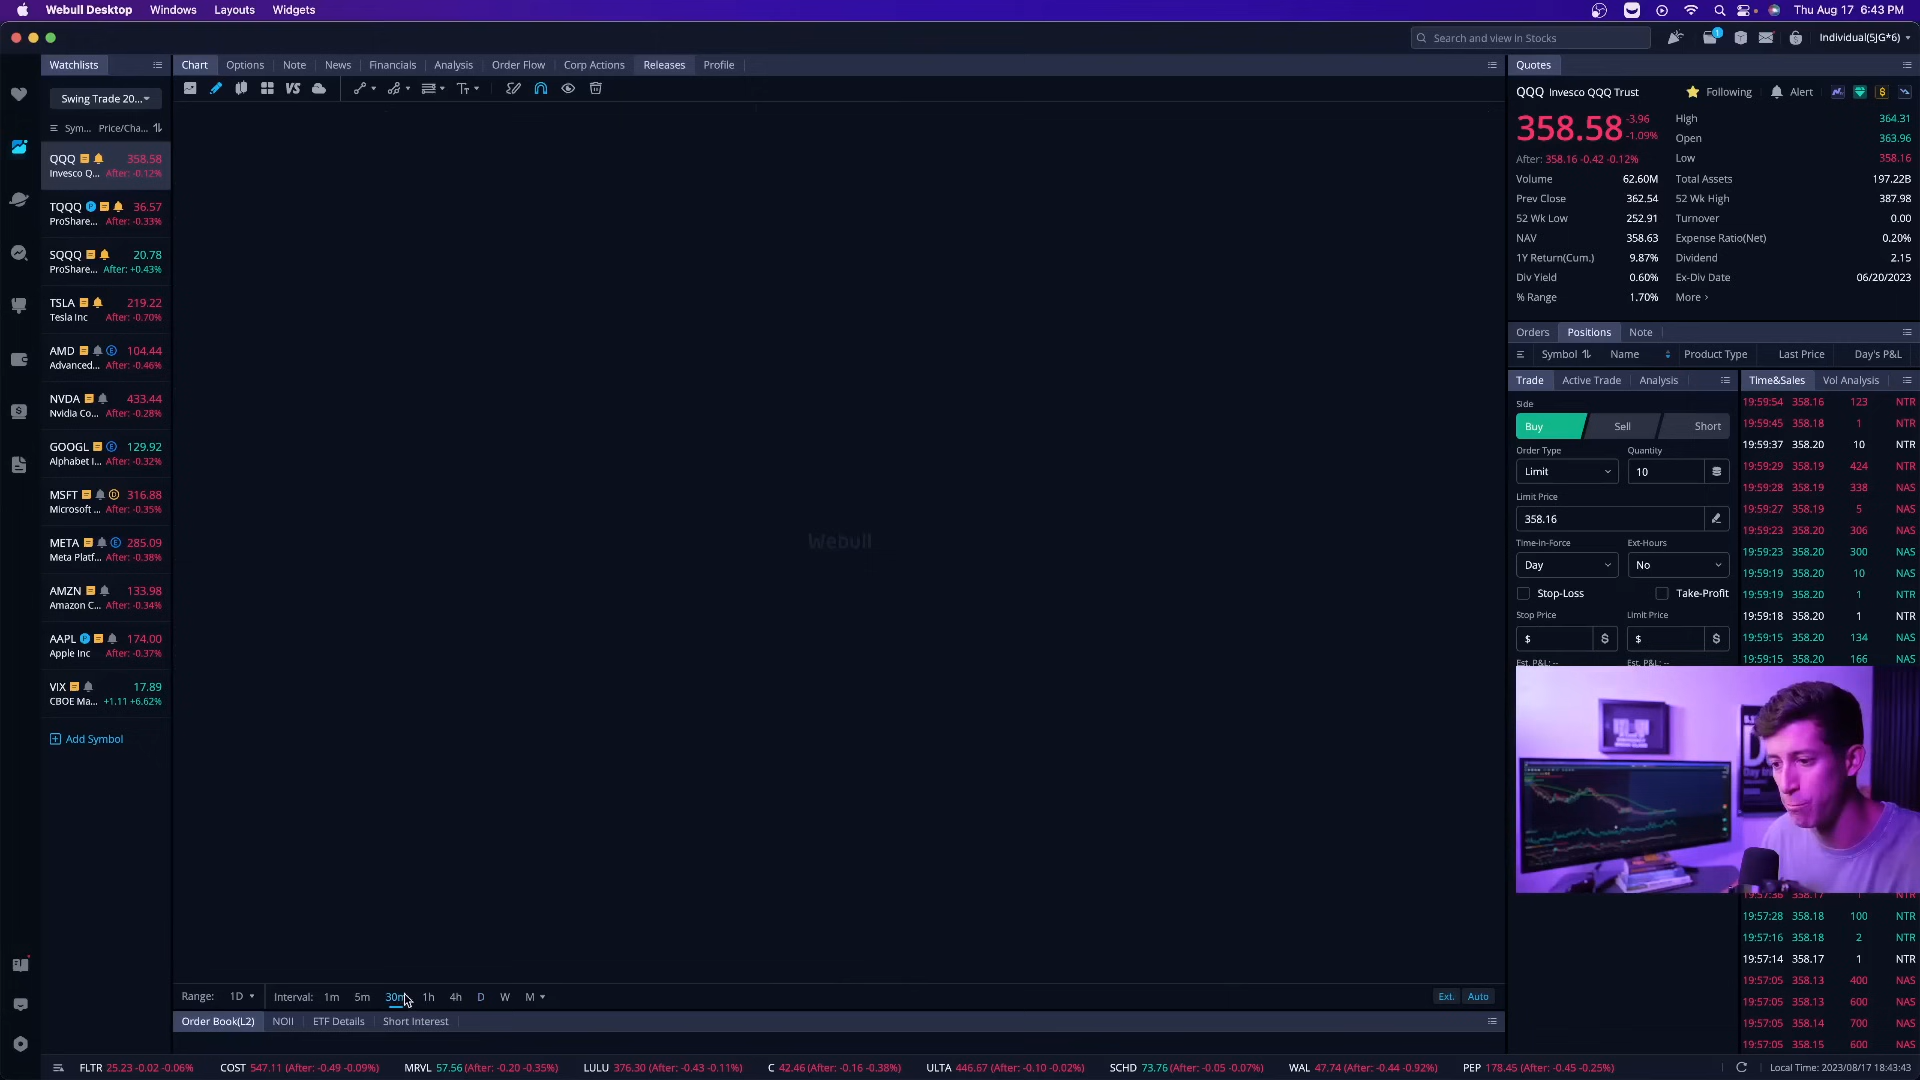 Webull Desktop Windows Layouts Widgets Thu Aug 17 6:43 PM
Search and view in Stocks 1 Individual(5JG*6)
Watchlists
Swing Trade 20...
Sym... Price/Cha...
QQQ 358.58
Invesco Q... After: -0.12%
TQQQ P 36.57
ProShare... After: -0.33%
SQQQ 20.78
ProShare... After: +0.43%
TSLA 219.22
Tesla Inc After: -0.70%
AMD E 104.44
Advanced... After: -0.46%
NVDA 433.44
Nvidia Co... After: -0.28%
GOOGL E 129.92
Alphabet I... After: -0.32%
MSFT D 316.88
Microsoft ... After: -0.35%
META E 285.09
Meta Platf... After: -0.38%
AMZN 133.98
Amazon C... After: -0.34%
AAPL P 174.00
Apple Inc After: -0.37%
VIX 17.89
CBOE Ma... +1.11 +6.62%
Add Symbol
Chart Options Note News Financials Analysis Order Flow Corp Actions Releases Profile
VS Tт
Webull
Range: 1D Interval: 1m 5m 30m 1h 4h D W M Ext. Auto
Order Book(L2) NOII ETF Details Short Interest
Quotes
QQQ Invesco QQQ Trust Following Alert
358.58 -3.96
-1.09%
After: 358.16 -0.42 -0.12%
High 364.31
Open 363.96
Low 358.16
Volume 62.60M Total Assets 197.22B
Prev Close 362.54 52 Wk High 387.98
52 Wk Low 252.91 Turnover 0.00
NAV 358.63 Expense Ratio(Net) 0.20%
1Y Return(Cum.) 9.87% Dividend 2.15
Div Yield 0.60% Ex-Div Date 06/20/2023
% Range 1.70% More >
Orders Positions Note
Symbol Name Product Type Last Price Day's P&L
Trade Active Trade Analysis
Side
Buy Sell Short
Order Type Quantity
Limit 10
Limit Price
358.16
Time-in-Force Ext-Hours
Day No
Stop-Loss Take-Profit
Stop Price Limit Price
$ $ $ $
Est. P&L: -- Est. P&L: --
Time&Sales Vol Analysis
19:59:54 358.16 123 NTR
19:59:45 358.18 1 NTR
19:59:37 358.20 10 NTR
19:59:29 358.19 424 NTR
19:59:28 358.19 338 NAS
19:59:27 358.19 5 NAS
19:59:23 358.20 306 NAS
19:59:23 358.20 300 NAS
19:59:19 358.20 10 NAS
19:59:19 358.20 1 NAS
19:59:18 358.20 1 NTR
19:59:15 358.20 134 NAS
19:59:15 358.20 166 NAS
19:57:36 358.17 1 NTR
19:57:28 358.18 100 NTR
19:57:16 358.18 2 NTR
19:57:14 358.17 1 NTR
19:57:05 358.13 400 NAS
19:57:05 358.13 600 NAS
19:57:05 358.14 700 NAS
19:57:05 358.15 600 NAS
FLTR 25.23 -0.02 -0.06% COST 547.11 (After: -0.49 -0.09%) MRVL 57.56 (After: -0.20 -0.35%) LULU 376.30 (After: -0.43 -0.11%) C 42.46 (After: -0.16 -0.38%) ULTA 446.67 (After: -0.10 -0.02%) SCHD 73.76 (After: -0.05 -0.07%) WAL 47.74 (After: -0.44 -0.92%) PEP 178.45 (After: -0.45 -0.25%) Local Time: 2023/08/17 18:43:43